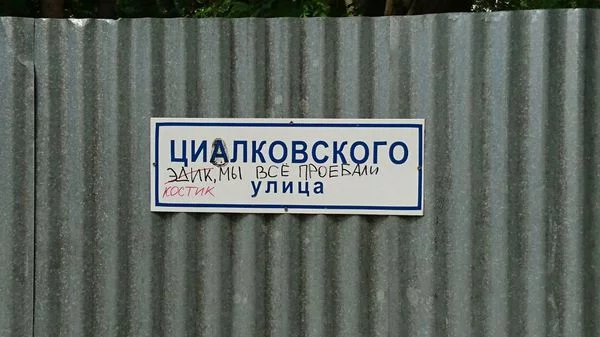 ЦИАЛКОВСКОГО
ЭДИК, МЫ ВСЁ ПРОЕБАЛИ
КОСТИК
улица